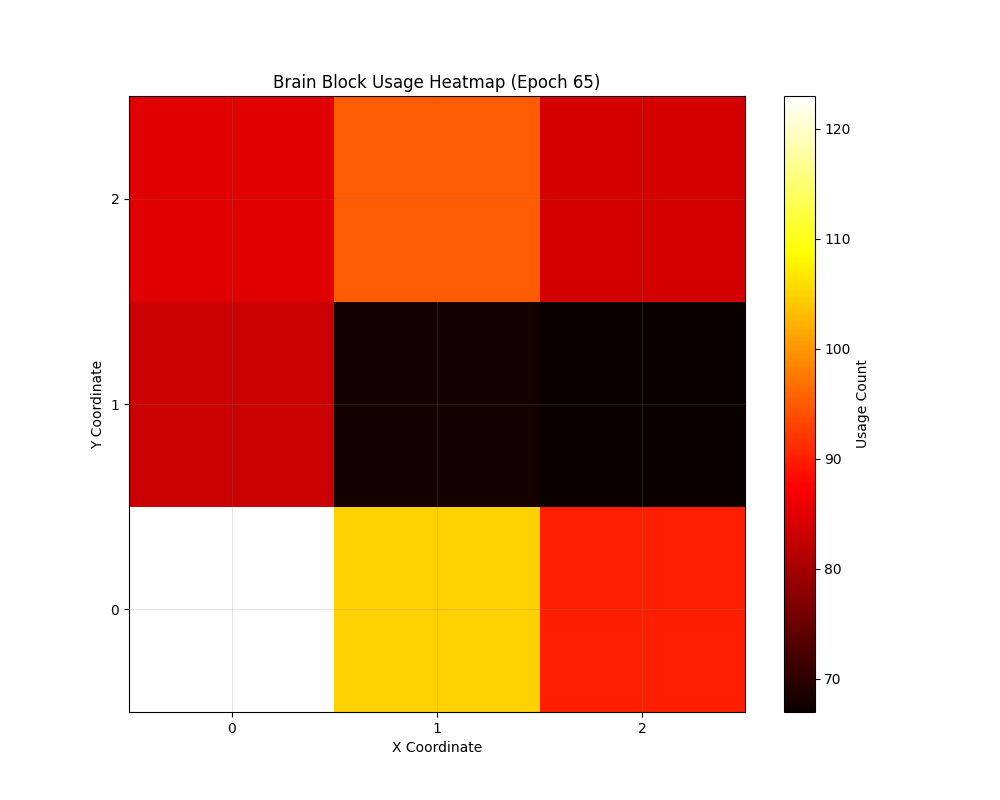 Brain Block Usage Heatmap (Epoch 65)
120
110
100
90
80
70
Usage Count
2
1
0
Y Coordinate
0 1 2
X Coordinate